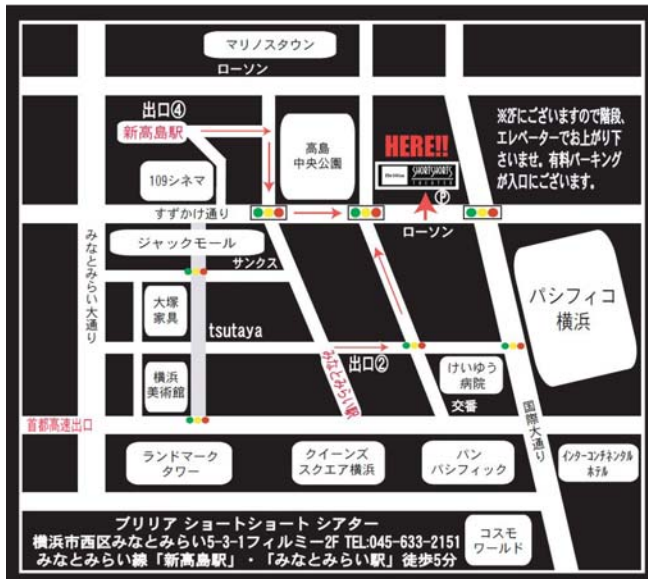 マリノスタウン
ローソン
出口④
新高島駅
高島
中央公園
HERE!!
SHORTSHORTS
THEATER
Ⓟ
※2Fにございますので階段、
エレベーターでお上がり下
さいませ。有料パーキング
が入口にございます。
109シネマ
すずかけ通り
ローソン
みなとみらい大通り
ジャックモール
サンクス
パシフィコ
横浜
大塚
家具
tsutaya
出口②
みなとみらい駅
横浜
美術館
けいゆう
病院
交番
首都高速出口
国際大通り
ランドマーク
タワー
クイーンズ
スクエア横浜
パン
パシフィック
インターコンチネンタル
ホテル
ブリリア ショートショート シアター
横浜市西区みなとみらい5-3-1フィルミー2F TEL:045-633-2151
みなとみらい線「新高島駅」・「みなとみらい駅」徒歩5分
コスモ
ワールド